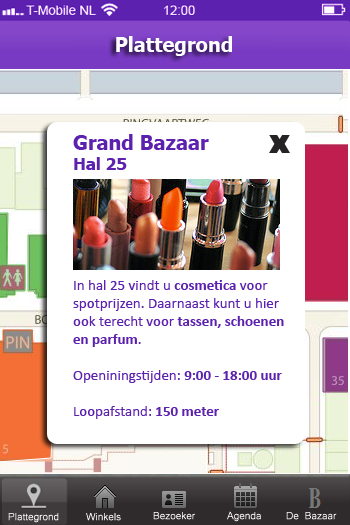 T-Mobile NL 12:00
Plattegrond
RINGVAARTWEG
Grand Bazaar
X
Hal 25
In hal 25 vindt u cosmetica voor
spotprijzen. Daarnaast kunt u hier
ook terecht voor tassen, schoenen
en parfum.
Openiningstijden: 9:00 - 18:00 uur
Loopafstand: 150 meter
BO
PIN
35
5
Plattegrond Winkels Bezoeker Agenda De Bazaar
B